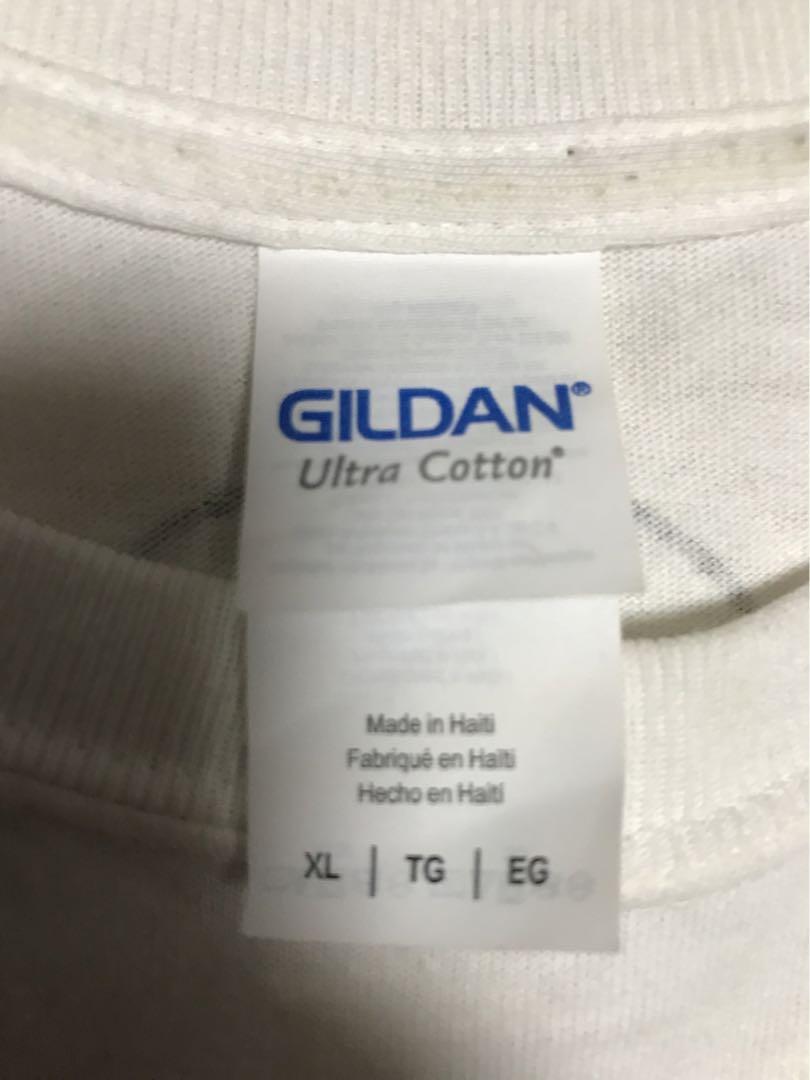 GILDAN®
Ultra Cotton®
Made in Haiti
Fabriqué en Haïti
Hecho en Haití
XL | TG | EG